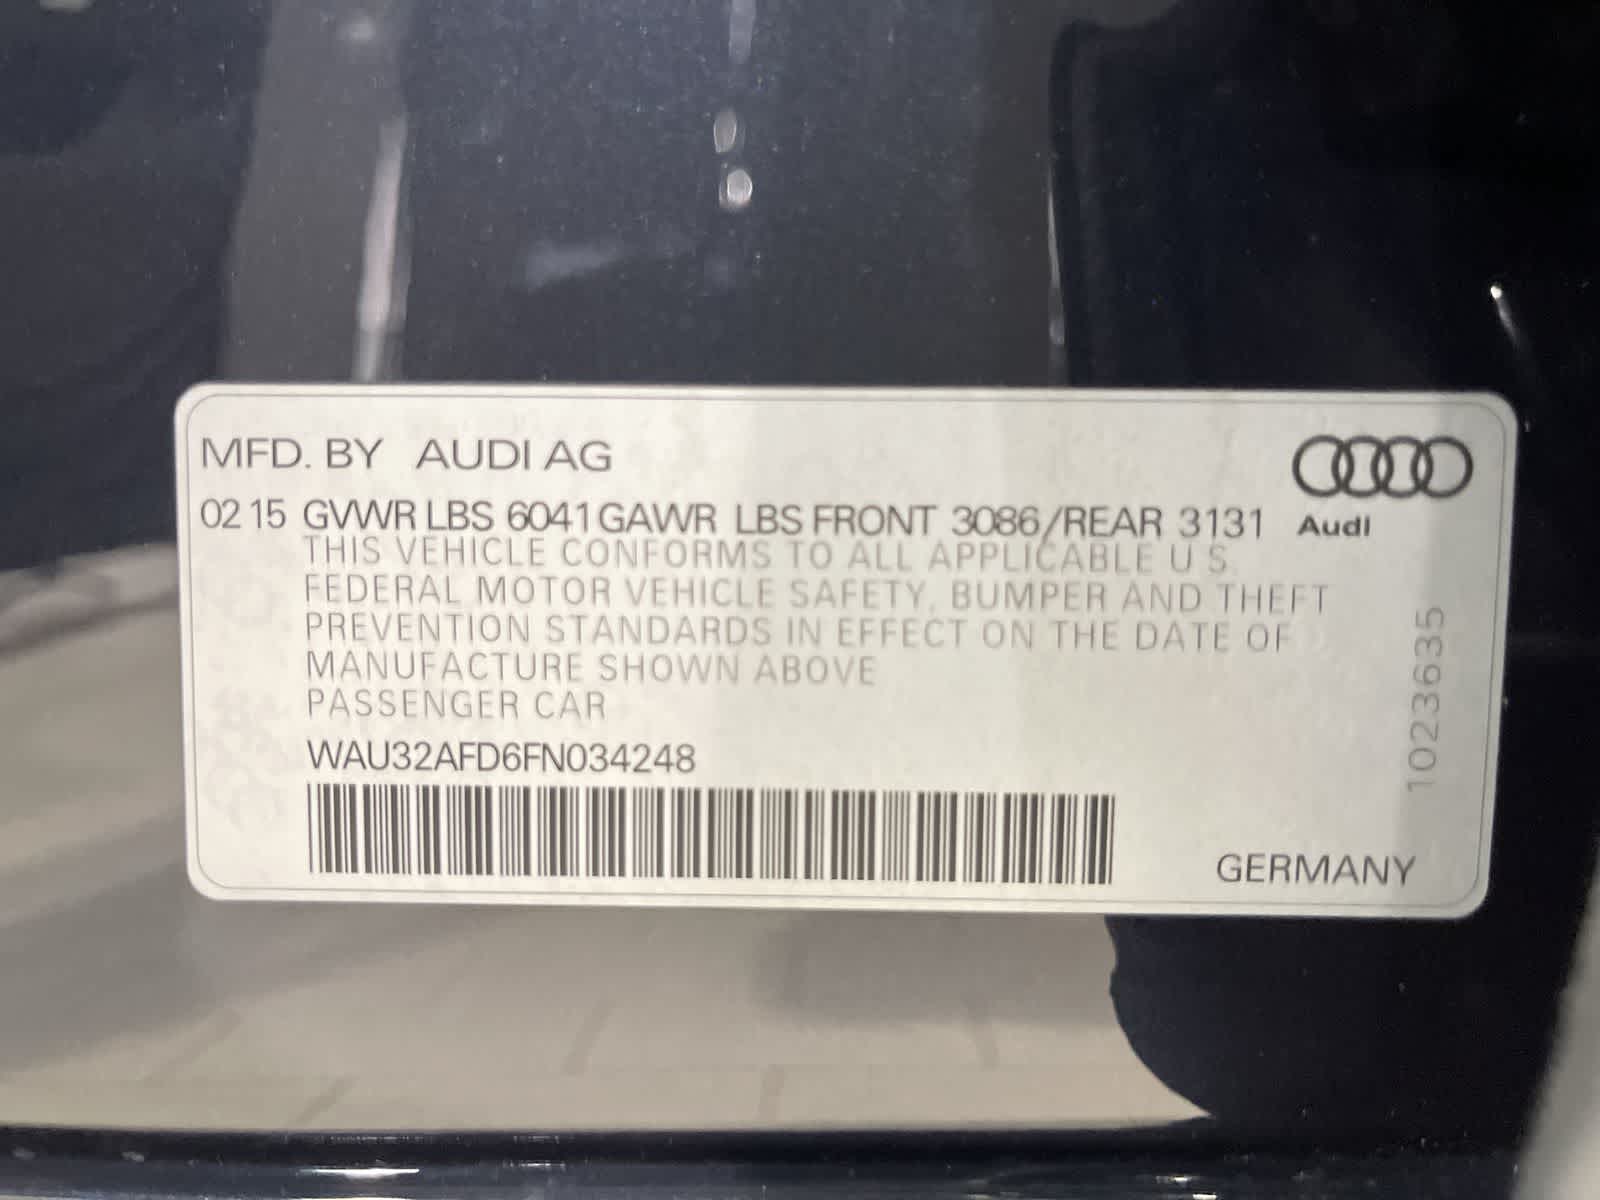 MFD. BY AUDI AG
02 15 GVWR LBS 6041 GAWR LBS FRONT 3086/REAR 3131
Audi
THIS VEHICLE CONFORMS TO ALL APPLICABLE U S
FEDERAL MOTOR VEHICLE SAFETY, BUMPER AND THEFT
PREVENTION STANDARDS IN EFFECT ON THE DATE OF
MANUFACTURE SHOWN ABOVE
PASSENGER CAR
WAU32AFD6FN034248
GERMANY
1023635